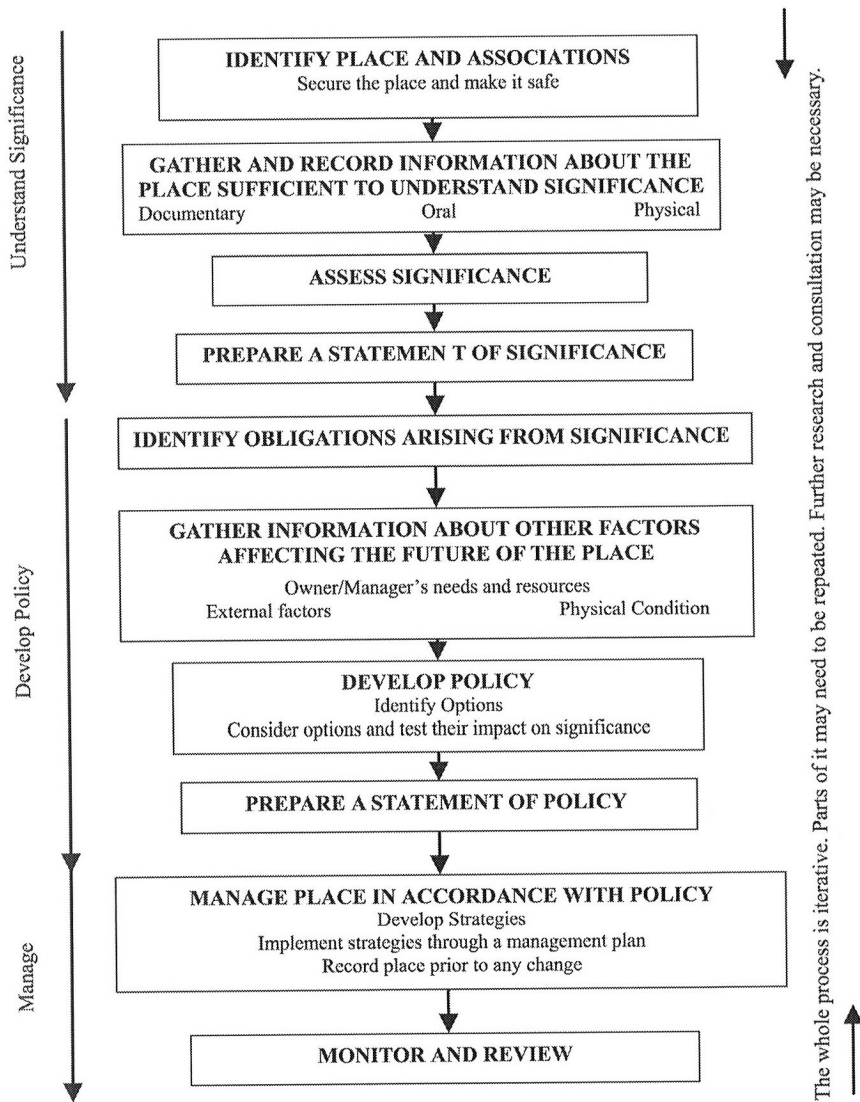 Understand Significance
IDENTIFY PLACE AND ASSOCIATIONS
Secure the place and make it safe
GATHER AND RECORD INFORMATION ABOUT THE
PLACE SUFFICIENT TO UNDERSTAND SIGNIFICANCE
Documentary Oral Physical
ASSESS SIGNIFICANCE
PREPARE A STATEMEN T OF SIGNIFICANCE
Develop Policy
IDENTIFY OBLIGATIONS ARISING FROM SIGNIFICANCE
GATHER INFORMATION ABOUT OTHER FACTORS
AFFECTING THE FUTURE OF THE PLACE
Owner/Manager's needs and resources
External factors Physical Condition
DEVELOP POLICY
Identify Options
Consider options and test their impact on significance
PREPARE A STATEMENT OF POLICY
Manage
MANAGE PLACE IN ACCORDANCE WITH POLICY
Develop Strategies
Implement strategies through a management plan
Record place prior to any change
MONITOR AND REVIEW
The whole process is iterative. Parts of it may need to be repeated. Further research and consultation may be necessary.